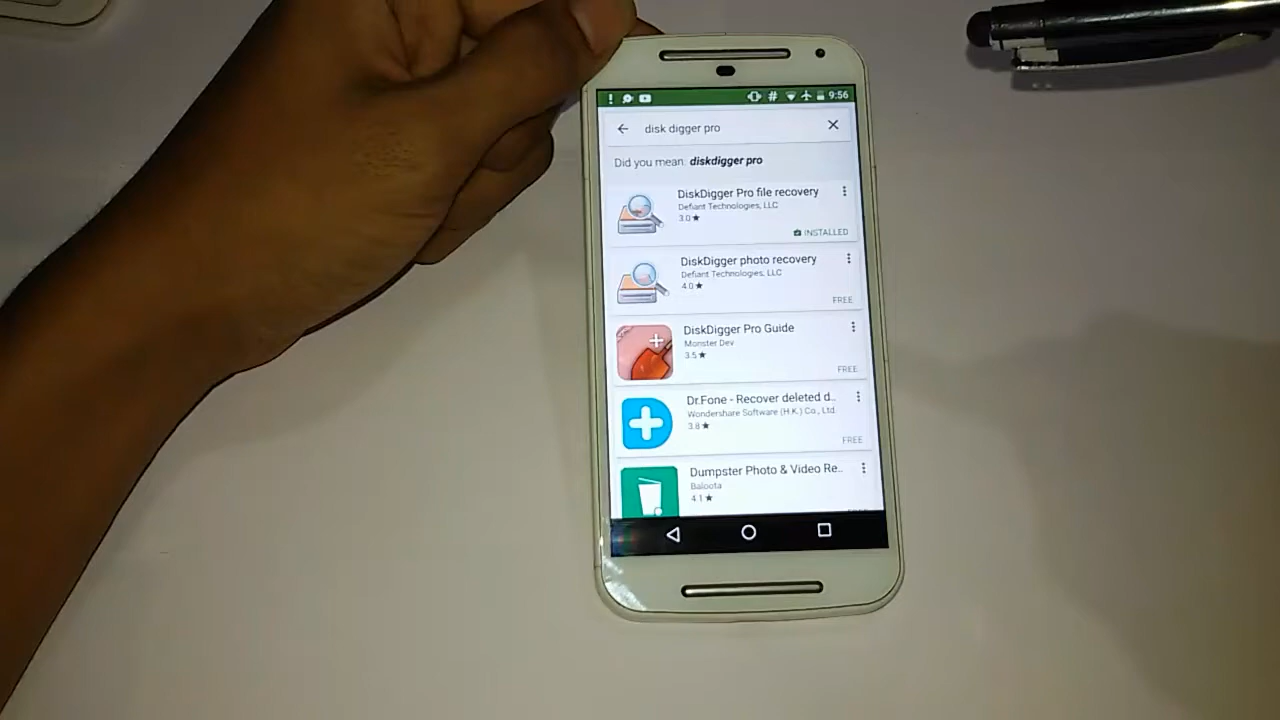 9:56
disk digger pro
Did you mean: diskdigger pro
DiskDigger Pro file recovery
Defiant Technologies, LLC
3.0★
INSTALLED
DiskDigger photo recovery
Defiant Technologies, LLC
4.0★
FREE
DiskDigger Pro Guide
Monster Dev
3.5★
FREE
Dr.Fone - Recover deleted d..
Wondershare Software (H.K.) Co., Ltd.
3.8★
FREE
Dumpster Photo & Video Re..
Baloota
4.1★